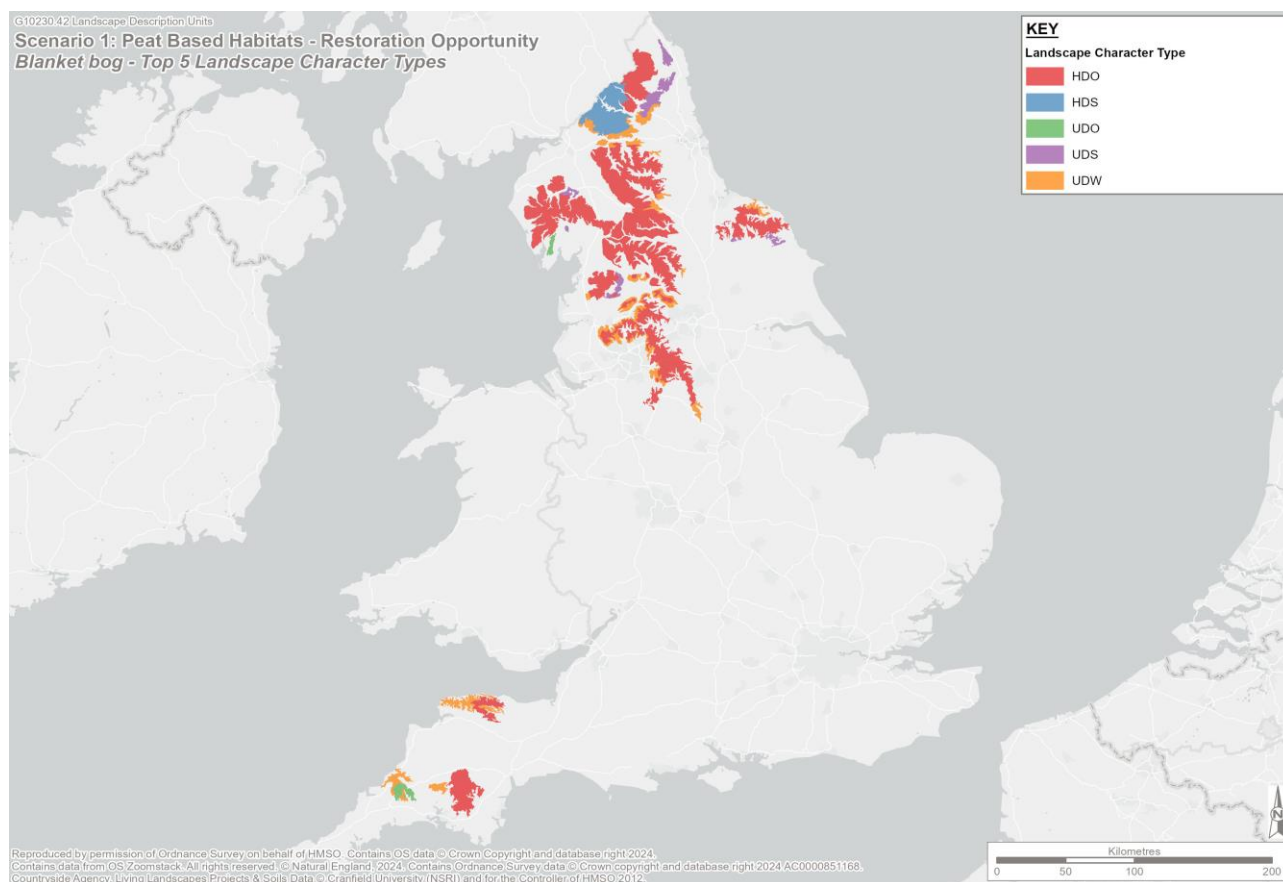 G10230.42 Landscape Description Units
Scenario 1: Peat Based Habitats - Restoration Opportunity
Blanket bog - Top 5 Landscape Character Types
KEY
Landscape Character Type
HDO
HDS
UDO
UDS
UDW
N
Reproduced by permission of Ordnance Survey on behalf of HMSO. Contains OS data © Crown Copyright and database right 2024.
Contains data from OS Zoomstack. All rights reserved. © Natural England, 2024, Contains Ordnance Survey data © Crown copyright and database right 2024 AC0000851168.
Countryside Agency, Living Landscapes Projects & Soils Data © Cranfield University (NSRI) and for the Controller of HMSO 2012.
Kilometres
0 50 100 200